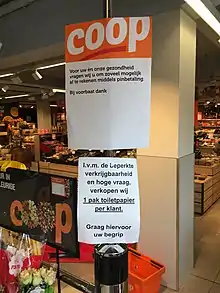 coop
Voor uw en onze gezondheid
vragen wij u om zoveel mogelijk
af te rekenen middels pinbetaling
Bij voorbaat dank
I.v.m. de Leperkte
verkrijgbaarheid
en hoge vraag,
verkopen wij
1 pak toiletpapier
per klant.
Graag hiervoor
uw begrip
coop